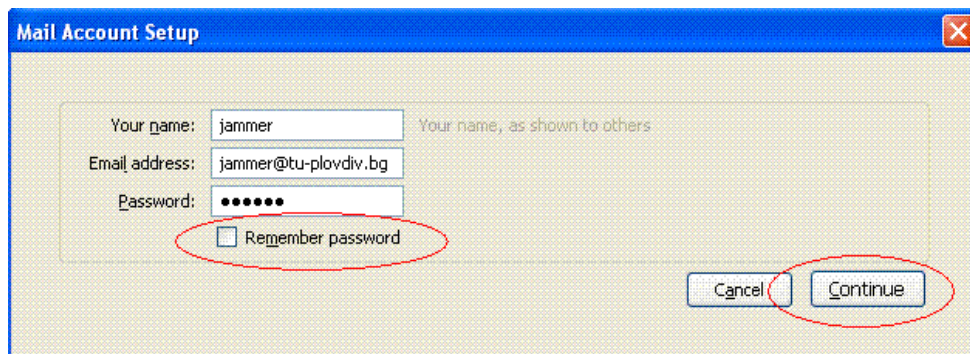 Mail Account Setup
Your name: jammer Your name, as shown to others
Email address: jammer@tu-plovdiv.bg
Password: ●●●●●●
Remember password
Cancel Continue